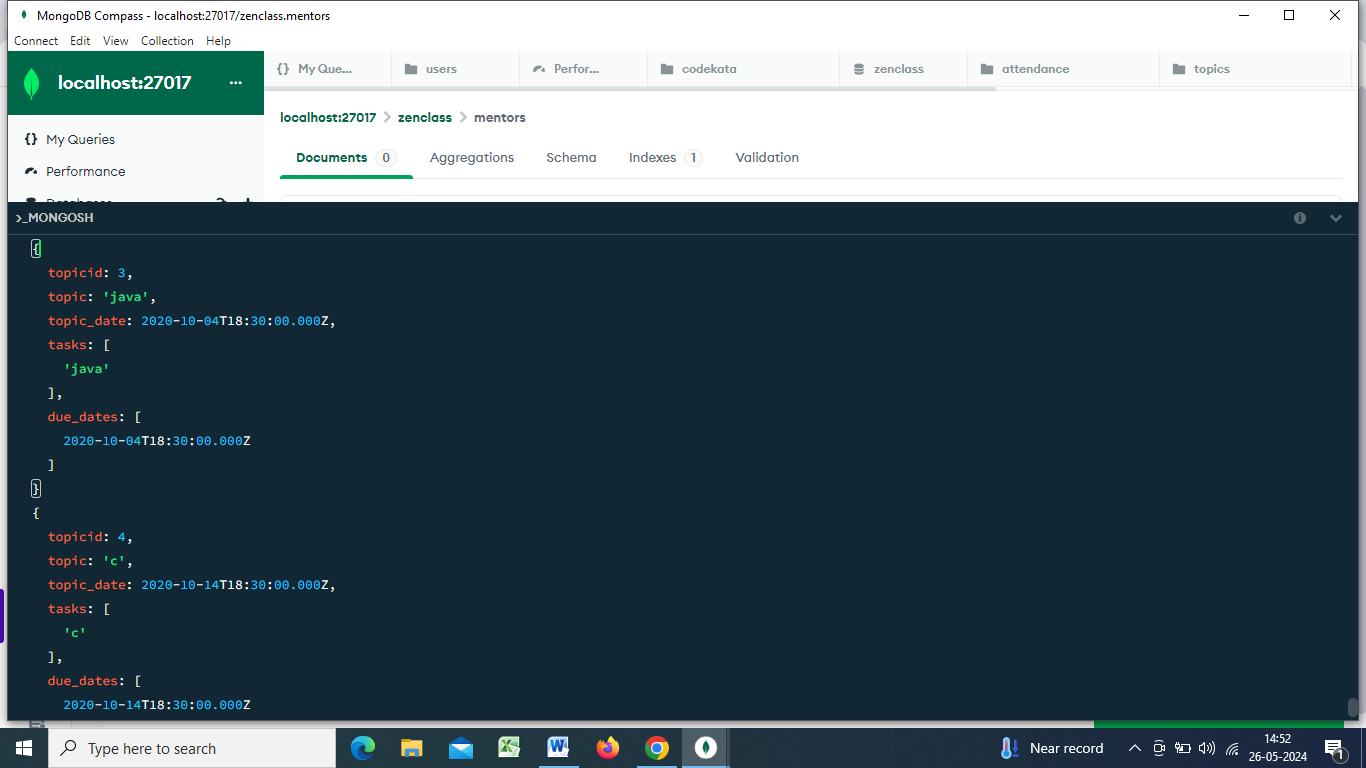 MongoDB Compass - localhost:27017/zenclass.mentors
Connect Edit View Collection Help
localhost:27017 ...
{} My Que... users Perfor... codekata zenclass attendance topics
localhost:27017 > zenclass > mentors
{} My Queries
Documents 0 Aggregations Schema Indexes 1 Validation
Performance
Databases
>_MONGOSH
{
topicid: 3,
topic: 'java',
topic_date: 2020-10-04T18:30:00.000Z,
tasks: [
'java'
],
due_dates: [
2020-10-04T18:30:00.000Z
]
}
{
topicid: 4,
topic: 'c',
topic_date: 2020-10-14T18:30:00.000Z,
tasks: [
'c'
],
due_dates: [
2020-10-14T18:30:00.000Z
Type here to search
Near record
14:52
26-05-2024
1